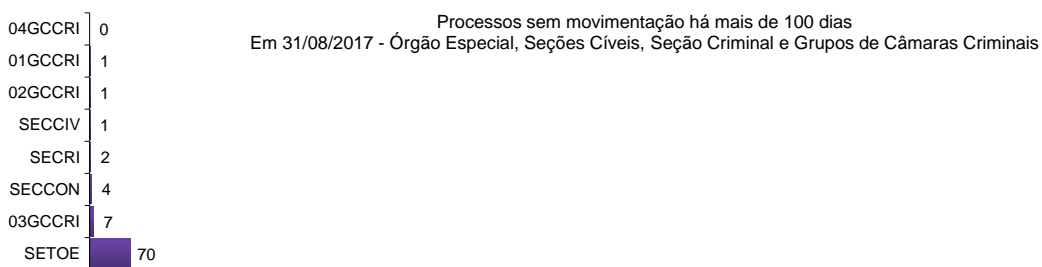 Processos sem movimentação há mais de 100 dias
Em 31/08/2017 - Órgão Especial, Seções Cíveis, Seção Criminal e Grupos de Câmaras Criminais
04GCCRI 0
01GCCRI 1
02GCCRI 1
SECCIV 1
SECRI 2
SECCON 4
03GCCRI 7
SETOE 70